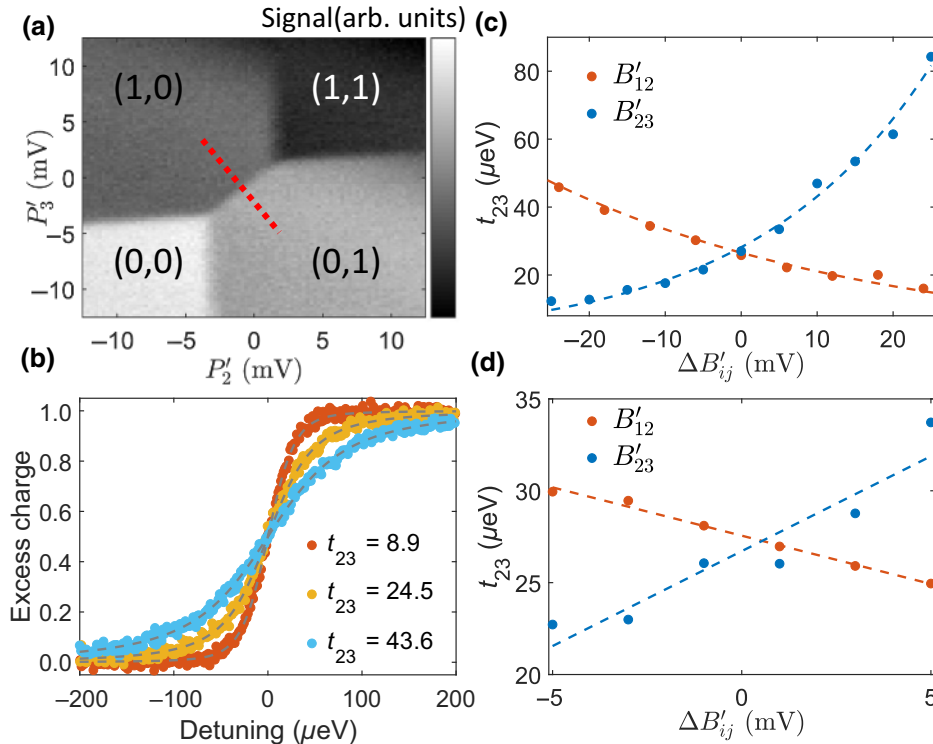 Signal(arb. units)
(a)
10
5
0
−5
−10
P′₃ (mV)
(1,0)
(1,1)
(0,0)
(0,1)
−10
−5
0
5
10
P′₂ (mV)
(b)
1.0
0.8
0.6
0.4
0.2
0.0
Excess charge
t₂₃ = 8.9
t₂₃ = 24.5
t₂₃ = 43.6
−200
−100
0
100
200
Detuning (μeV)
(c)
80
60
40
20
t₂₃ (μeV)
B′₁₂
B′₂₃
−20
−10
0
10
20
ΔB′ᵢⱼ (mV)
(d)
35
30
25
20
t₂₃ (μeV)
B′₁₂
B′₂₃
−5
0
5
ΔB′ᵢⱼ (mV)